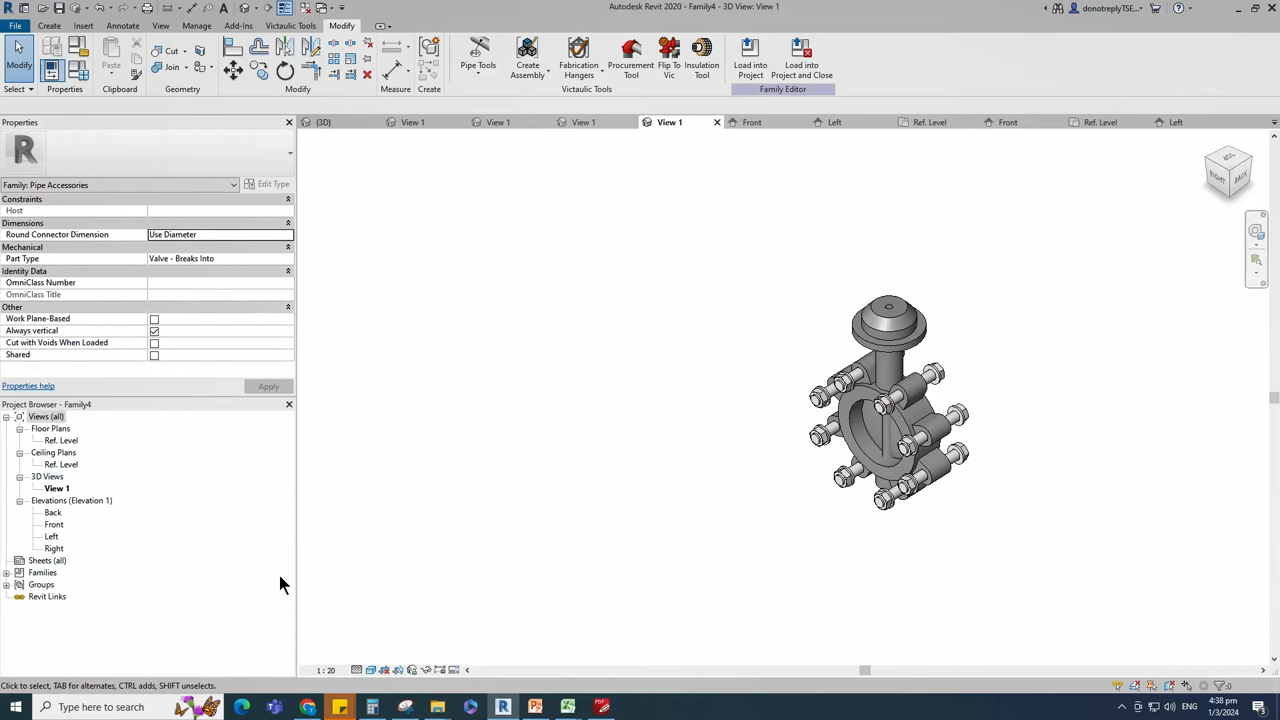 Autodesk Revit 2020 - Family4 - 3D View: View 1
donotreplyTSE...
File Create Insert Annotate View Manage Add-Ins Victaulic Tools Modify
Modify
Paste
Cut
Join
Pipe Tools
Create Assembly
Fabrication Hangers
Procurement Tool
Flip To Vic
Insulation Tool
Load into Project
Load into Project and Close
Select Properties Clipboard Geometry Modify Measure Create Victaulic Tools Family Editor
Properties
{3D} View 1 View 1 View 1 View 1 Front Left Ref. Level Front Ref. Level Left
Family: Pipe Accessories Edit Type
Constraints
Host
Dimensions
Round Connector Dimension Use Diameter
Mechanical
Part Type Valve - Breaks Into
Identity Data
OmniClass Number
OmniClass Title
Other
Work Plane-Based
Always vertical
Cut with Voids When Loaded
Shared
Properties help Apply
Project Browser - Family4
Views (all)
Floor Plans
Ref. Level
Ceiling Plans
Ref. Level
3D Views
View 1
Elevations (Elevation 1)
Back
Front
Left
Right
Sheets (all)
Families
Groups
Revit Links
TOP
RIGHT BACK
1 : 20
Click to select, TAB for alternates, CTRL adds, SHIFT unselects.
:0
Type here to search
ENG
4:38 pm
1/3/2024